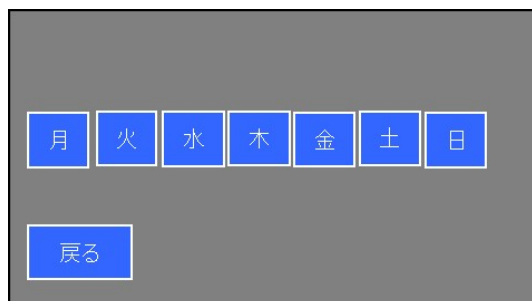 月 火 水 木 金 土 日
戻る